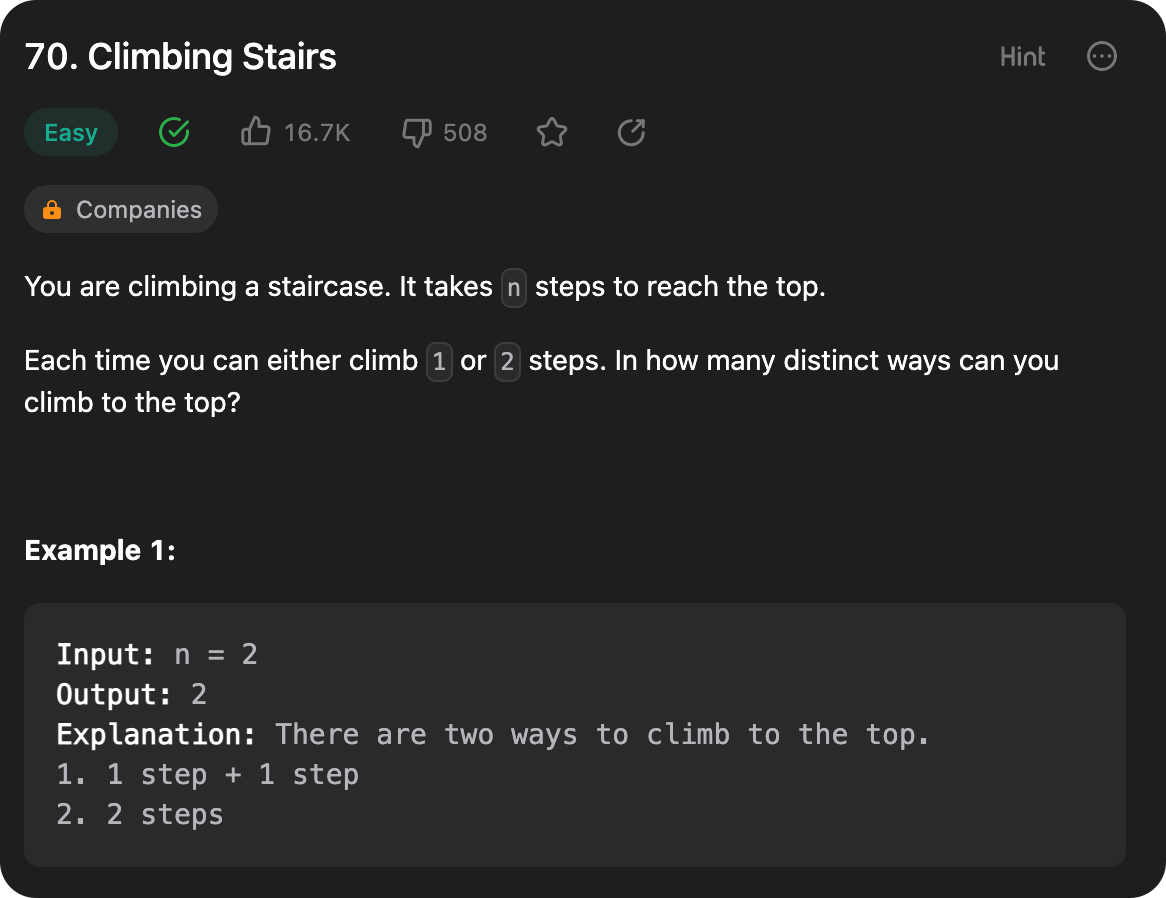 70. Climbing Stairs Hint
Easy 16.7K 508
Companies
You are climbing a staircase. It takes n steps to reach the top.
Each time you can either climb 1 or 2 steps. In how many distinct ways can you
climb to the top?
Example 1:
Input: n = 2
Output: 2
Explanation: There are two ways to climb to the top.
1. 1 step + 1 step
2. 2 steps